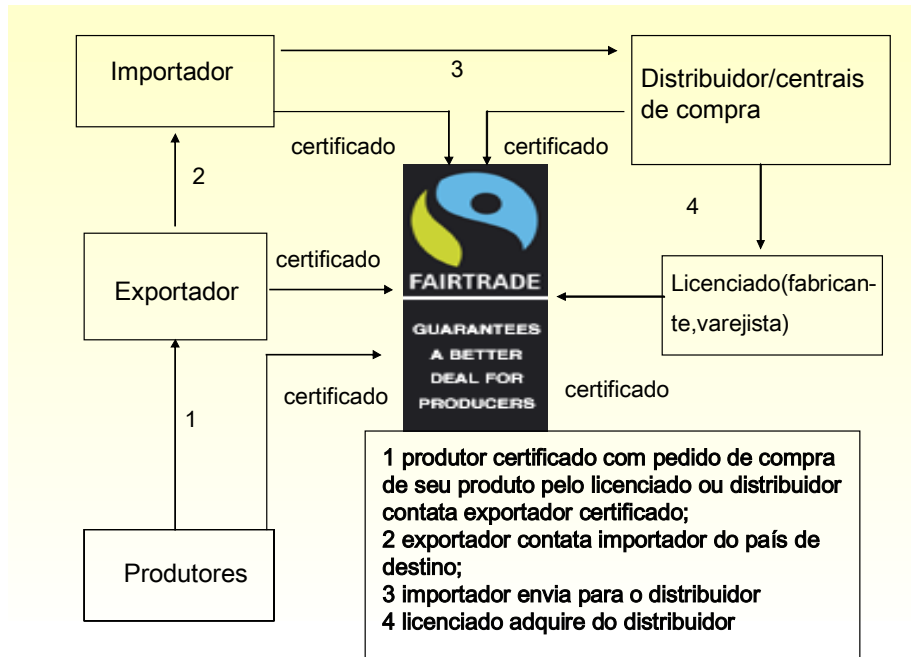 Importador
3
Distribuidor/centrais
de compra
certificado
certificado
2
4
Exportador
certificado
FAIRTRADE
Licenciado(fabrican-
te,varejista)
GUARANTEES
A BETTER
DEAL FOR
PRODUCERS
certificado
certificado
1
Produtores
1 produtor certificado com pedido de compra
de seu produto pelo licenciado ou distribuidor
contata exportador certificado;
2 exportador contata importador do país de
destino;
3 importador envia para o distribuidor
4 licenciado adquire do distribuidor